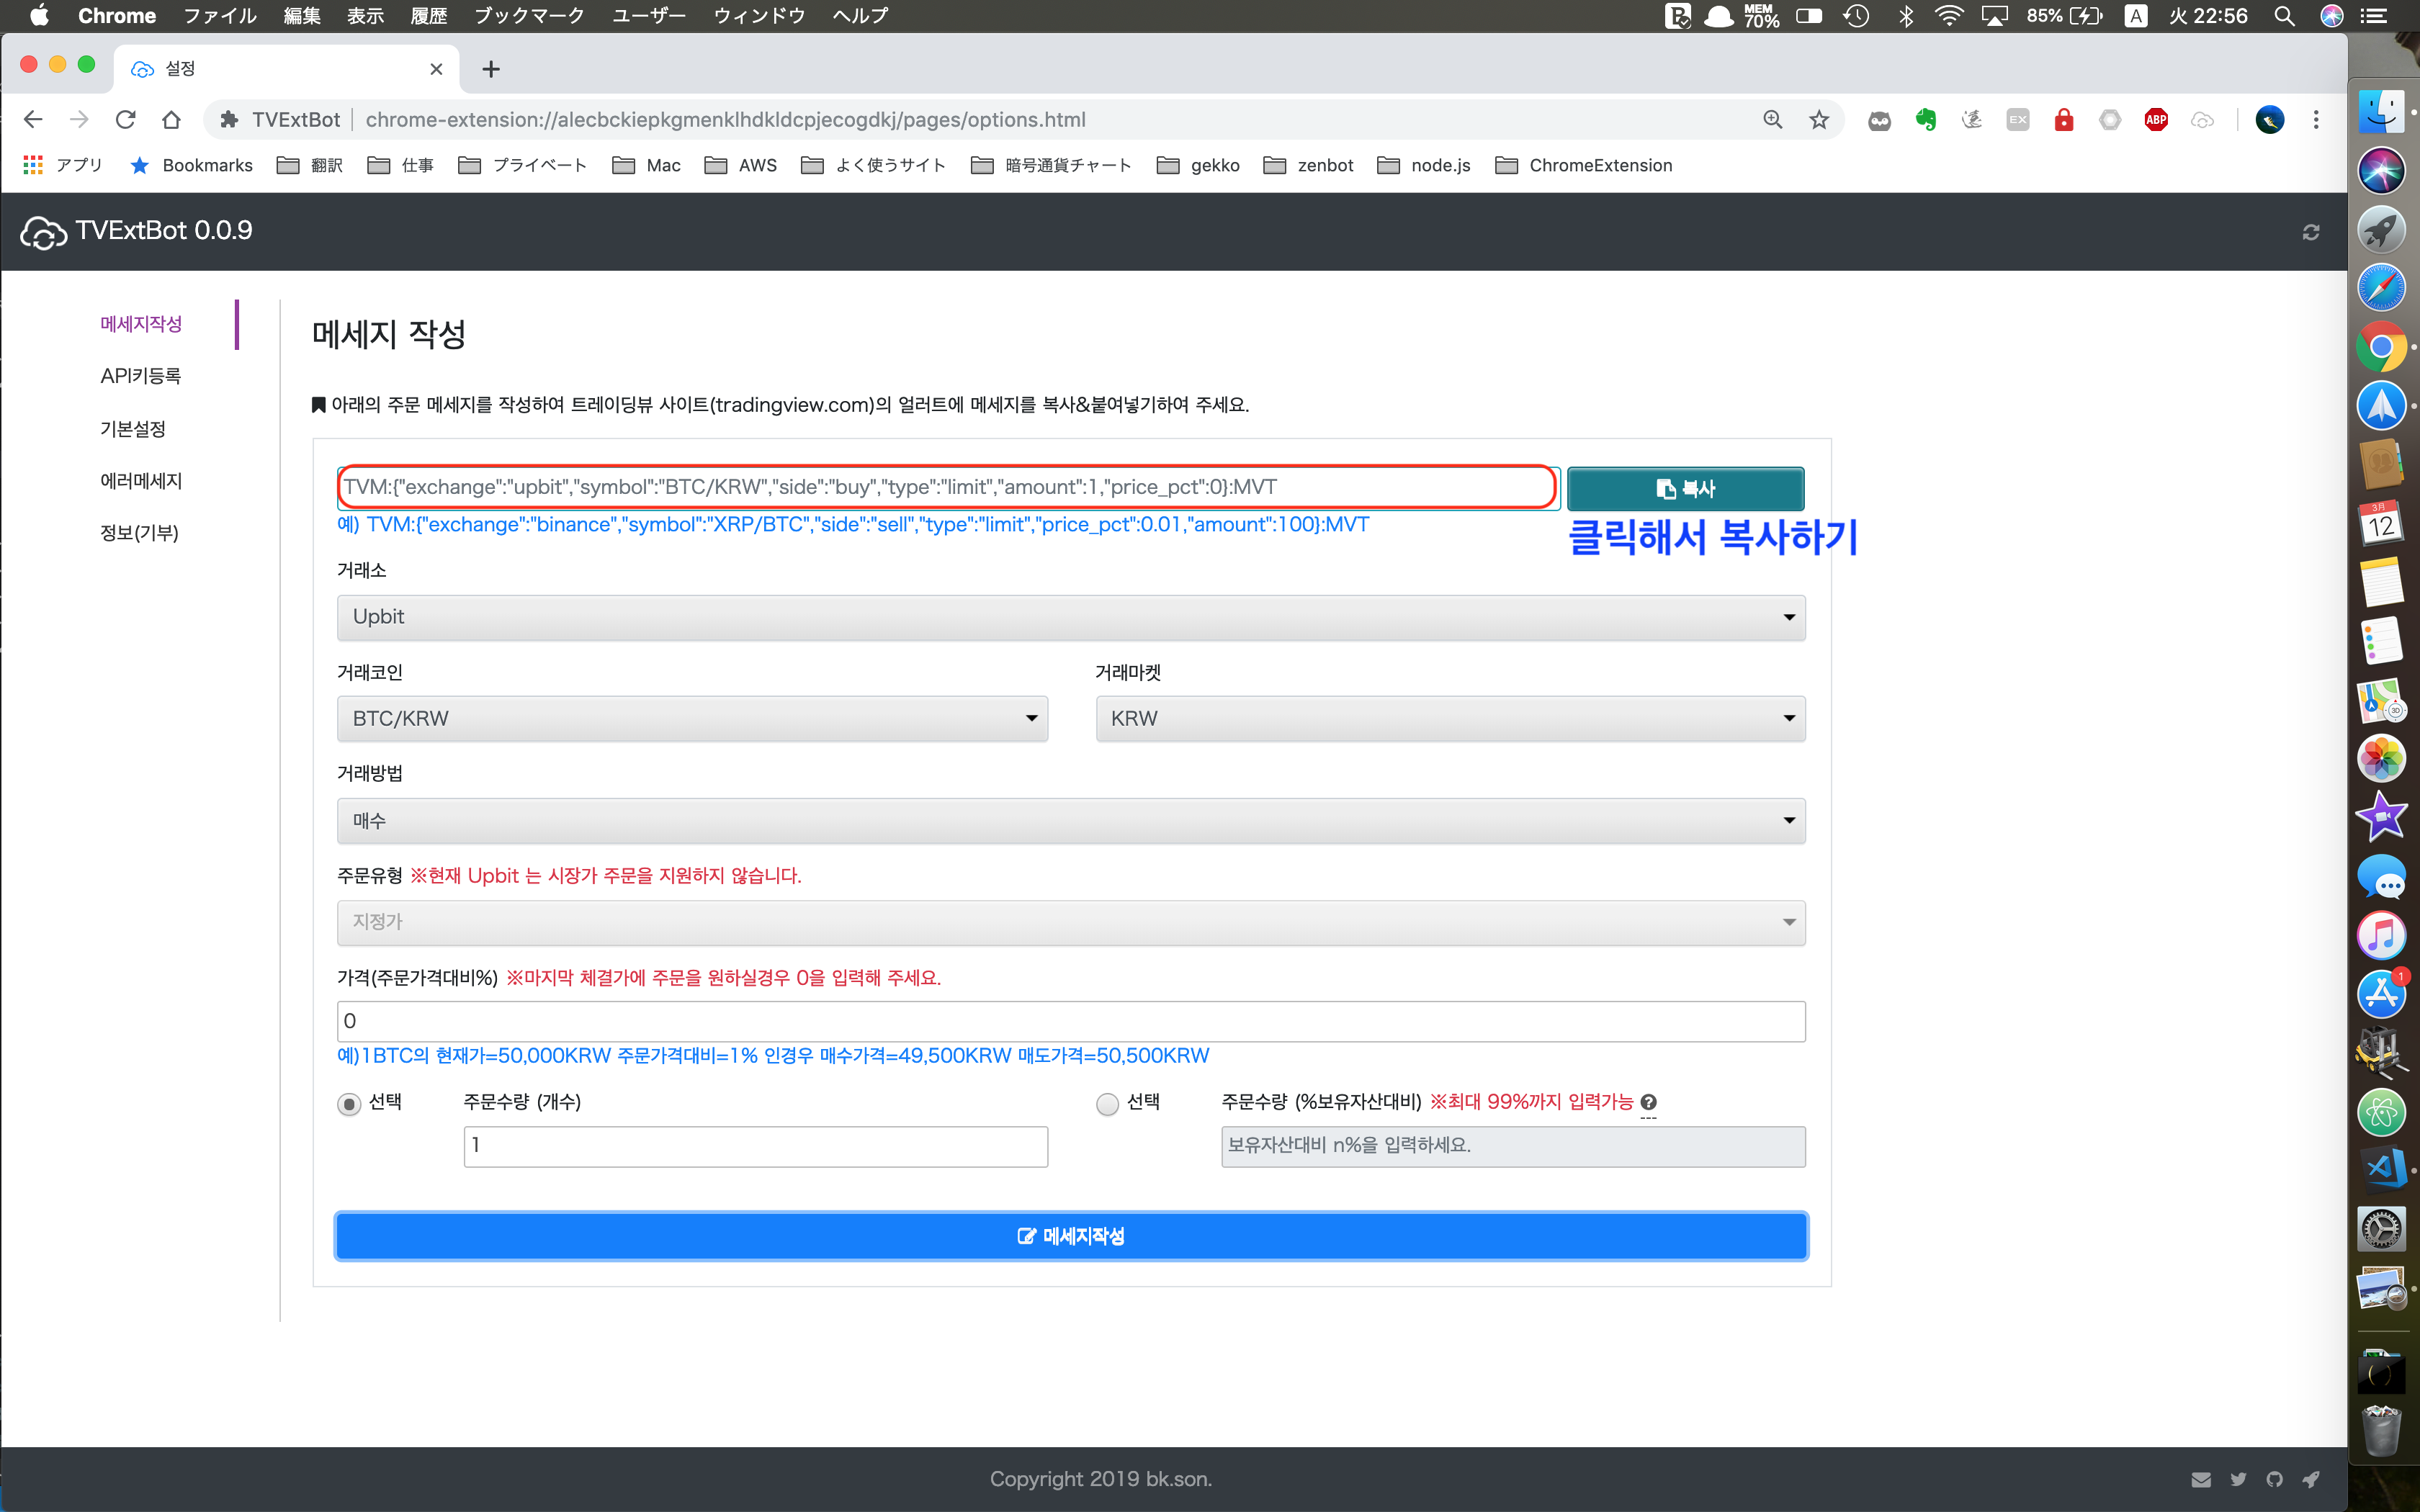 Chrome ファイル 編集 表示 履歴 ブックマーク ユーザー ウィンドウ ヘルプ MEM 70% 85% A 火 22:56
설정
TVExtBot chrome-extension://alecbckiepkgmenklhdkldcpjecogdkj/pages/options.html EX ABP
アプリ Bookmarks 翻訳 仕事 プライベート Mac AWS よく使うサイト 暗号通貨チャート gekko zenbot node.js ChromeExtension
TVExtBot 0.0.9
메세지작성
API키등록
기본설정
에러메세지
정보(기부)
메세지 작성
아래의 주문 메세지를 작성하여 트레이딩뷰 사이트(tradingview.com)의 얼러트에 메세지를 복사&붙여넣기하여 주세요.
TVM:{"exchange":"upbit","symbol":"BTC/KRW","side":"buy","type":"limit","amount":1,"price_pct":0}:MVT 복사
예) TVM:{"exchange":"binance","symbol":"XRP/BTC","side":"sell","type":"limit","price_pct":0.01,"amount":100}:MVT
클릭해서 복사하기
거래소
Upbit
거래코인 거래마켓
BTC/KRW KRW
거래방법
매수
주문유형 ※현재 Upbit 는 시장가 주문을 지원하지 않습니다.
지정가
가격(주문가격대비%) ※마지막 체결가에 주문을 원하실경우 0을 입력해 주세요.
0
예)1BTC의 현재가=50,000KRW 주문가격대비=1% 인경우 매수가격=49,500KRW 매도가격=50,500KRW
선택 주문수량 (개수) 선택 주문수량 (%보유자산대비) ※최대 99%까지 입력가능
1 보유자산대비 n%을 입력하세요.
메세지작성
Copyright 2019 bk.son.
3月
12
3D
1